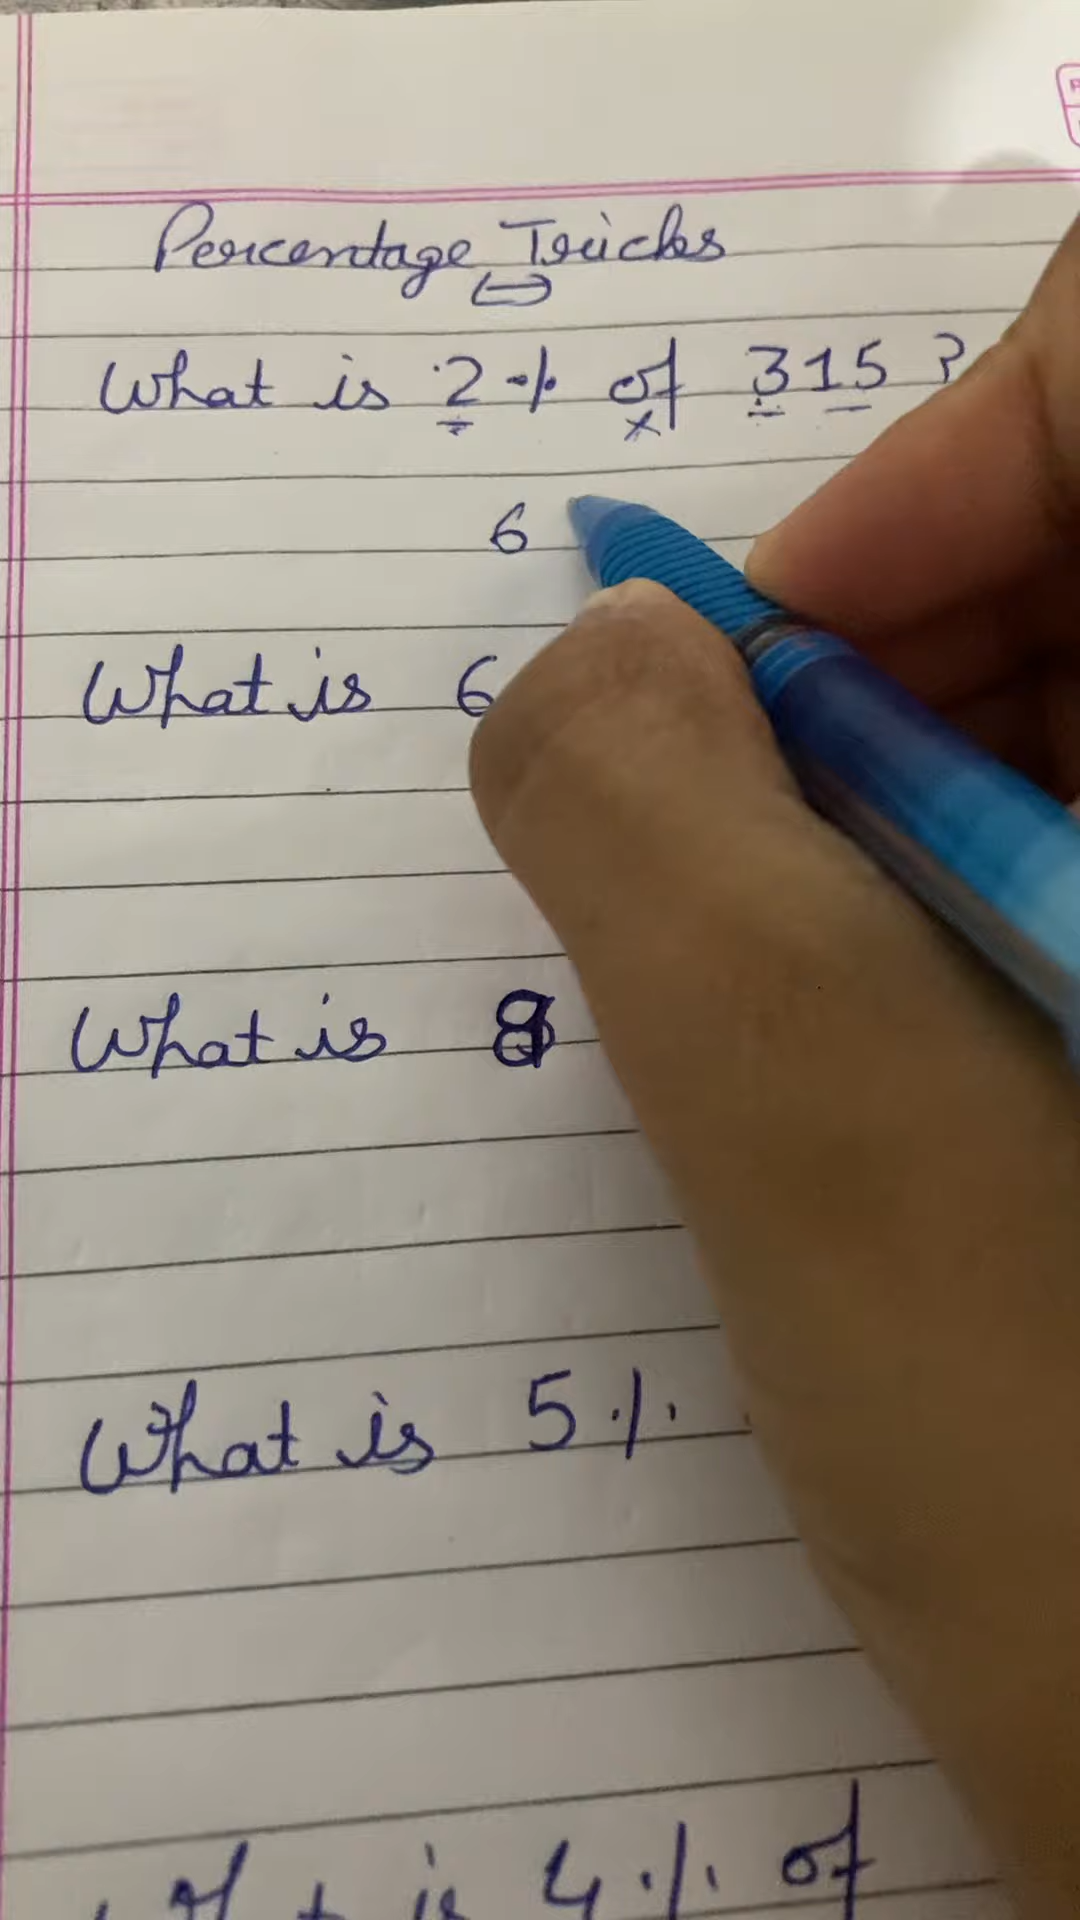 Percentage Tricks
What is 2 % of 315 ?
x
6
What is 6
What is 8
What is 5 %
is 4 % of